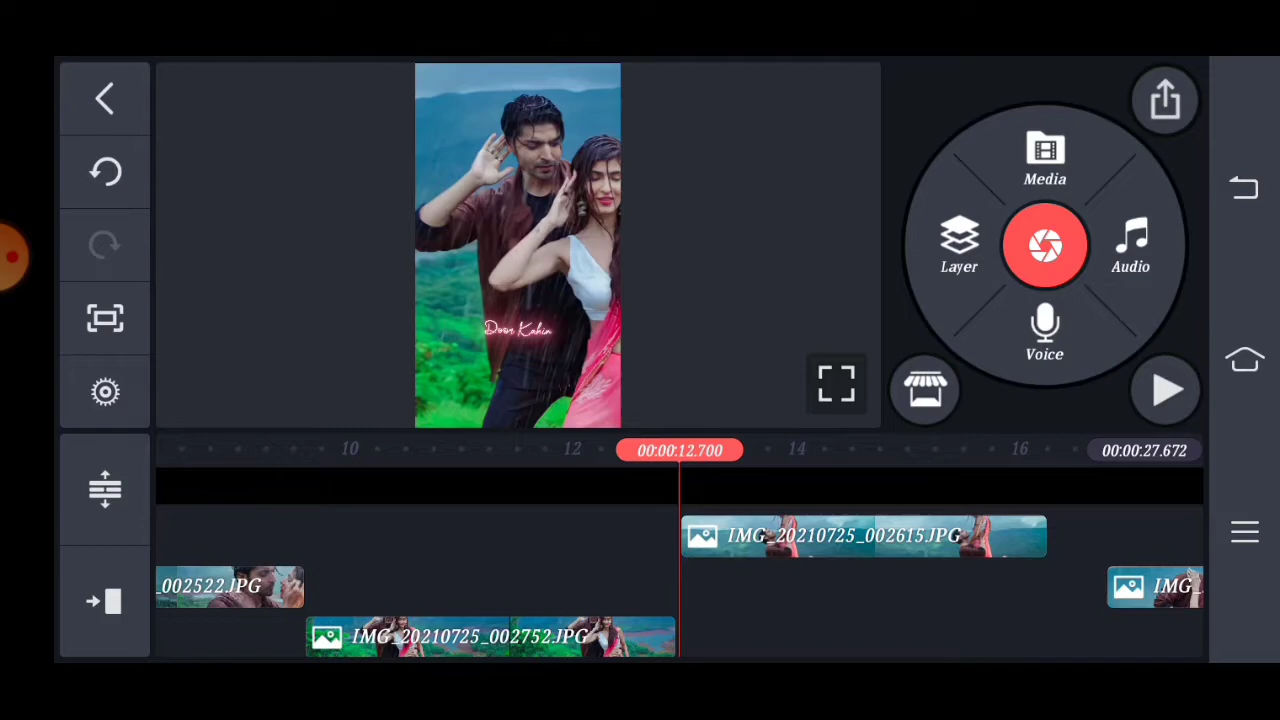 Media
Layer
Audio
Voice
Door Kahin
10
12
00:00:12.700
14
16
00:00:27.672
IMG_20210725_002615.JPG
_002522.JPG
IMG_
IMG_20210725_002752.JPG